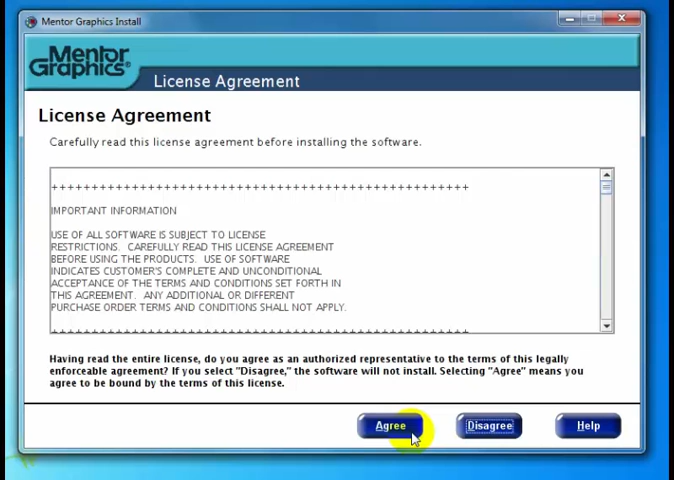 Mentor Graphics Install
Mentor
Graphics®
License Agreement
License Agreement
Carefully read this license agreement before installing the software.
++++++++++++++++++++++++++++++++++++++++++++++++++++
IMPORTANT INFORMATION
USE OF ALL SOFTWARE IS SUBJECT TO LICENSE
RESTRICTIONS. CAREFULLY READ THIS LICENSE AGREEMENT
BEFORE USING THE PRODUCTS. USE OF SOFTWARE
INDICATES CUSTOMER'S COMPLETE AND UNCONDITIONAL
ACCEPTANCE OF THE TERMS AND CONDITIONS SET FORTH IN
THIS AGREEMENT. ANY ADDITIONAL OR DIFFERENT
PURCHASE ORDER TERMS AND CONDITIONS SHALL NOT APPLY.
++++++++++++++++++++++++++++++++++++++++++++++++++++
Having read the entire license, do you agree as an authorized representative to the terms of this legally
enforceable agreement? If you select "Disagree," the software will not install. Selecting "Agree" means you
agree to be bound by the terms of this license.
Agree Disagree Help